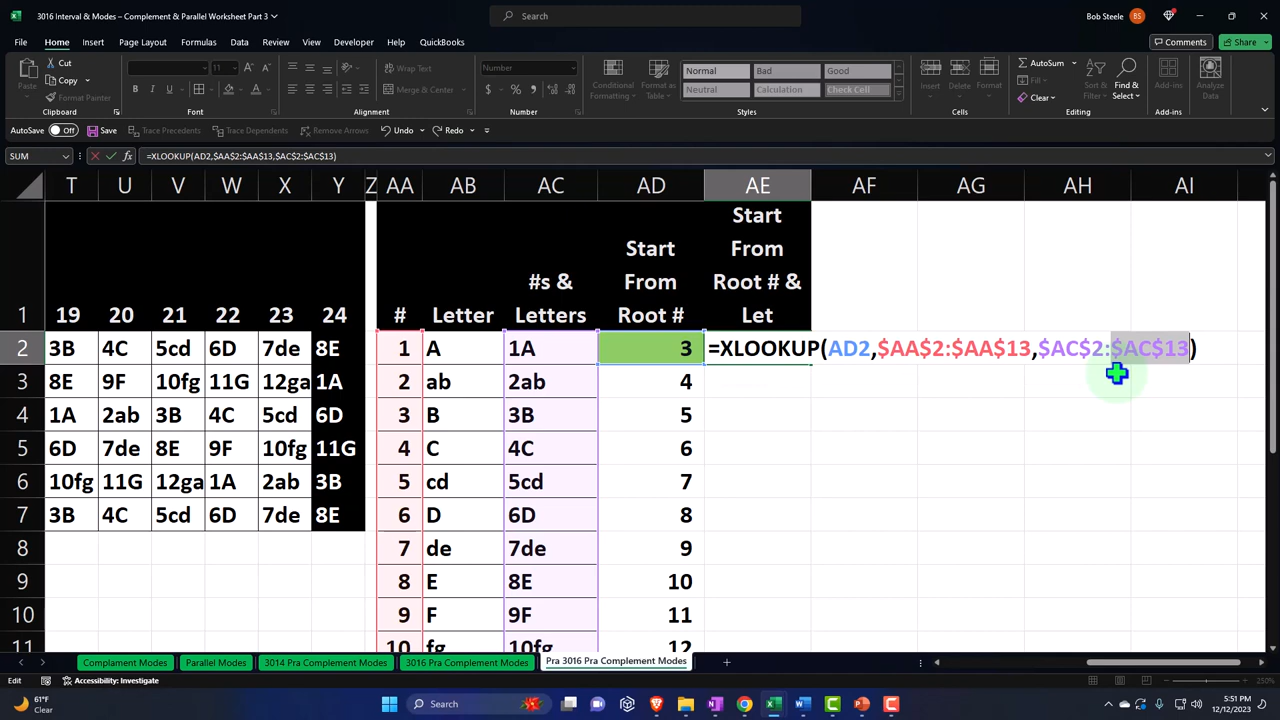 3016 Interval & Modes – Complement & Parallel Worksheet Part 3
Search
Bob Steele BS
File Home Insert Page Layout Formulas Data Review View Developer Help QuickBooks
Comments Share
Paste Cut Copy Format Painter
Clipboard
11
Font
Wrap Text
Merge & Center
Alignment
Number
Number
Conditional Formatting
Format as Table
Normal Bad Good
Neutral Calculation Check Cell
Styles
Insert Delete Format
Cells
AutoSum Fill Clear
Sort & Filter
Find & Select
Editing
Add-ins
Add-ins
Analyze Data
AutoSave Off Save Trace Precedents Trace Dependents Remove Arrows Undo Redo
SUM =XLOOKUP(AD2,$AA$2:$AA$13,$AC$2:$AC$13)
T U V W X Y Z AA AB AC AD AE AF AG AH AI
1 19 20 21 22 23 24 # Letter #s & Letters Start From Root # Start From Root # & Let
2 3B 4C 5cd 6D 7de 8E 1 A 1A 3 =XLOOKUP(AD2,$AA$2:$AA$13,$AC$2:$AC$13)
3 8E 9F 10fg 11G 12ga 1A 2 ab 2ab 4
4 1A 2ab 3B 4C 5cd 6D 3 B 3B 5
5 6D 7de 8E 9F 10fg 11G 4 C 4C 6
6 10fg 11G 12ga 1A 2ab 3B 5 cd 5cd 7
7 3B 4C 5cd 6D 7de 8E 6 D 6D 8
8 7 de 7de 9
9 8 E 8E 10
10 9 F 9F 11
11 10 fg 10fg 12
Complament Modes Parallel Modes 3014 Pra Complement Modes 3016 Pra Complement Modes Pra 3016 Pra Complement Modes
Edit Accessibility: Investigate 250%
61°F
Clear
Search
5:51 PM
12/12/2023